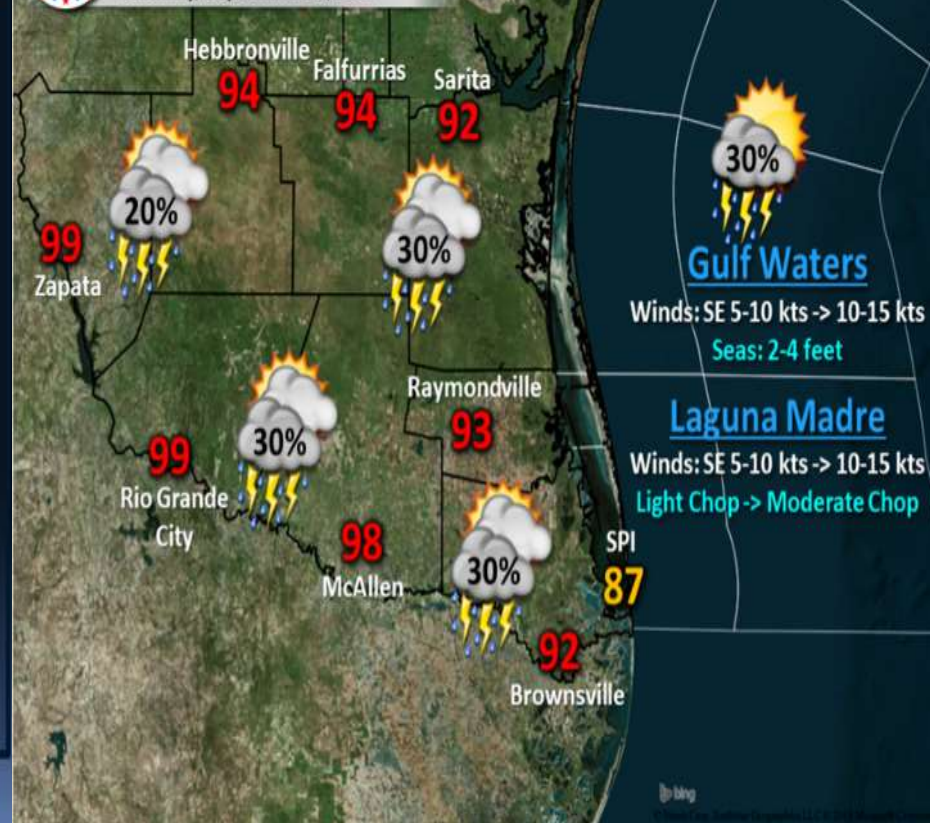 Hebbronville
94
Falfurrias
94
Sarita
92
20%
30%
30%
99
Zapata
Gulf Waters
Winds: SE 5-10 kts -> 10-15 kts
Seas: 2-4 feet
Raymondville
93
Laguna Madre
Winds: SE 5-10 kts -> 10-15 kts
Light Chop -> Moderate Chop
30%
99
Rio Grande
City
98
McAllen
30%
SPI
87
92
Brownsville
bing